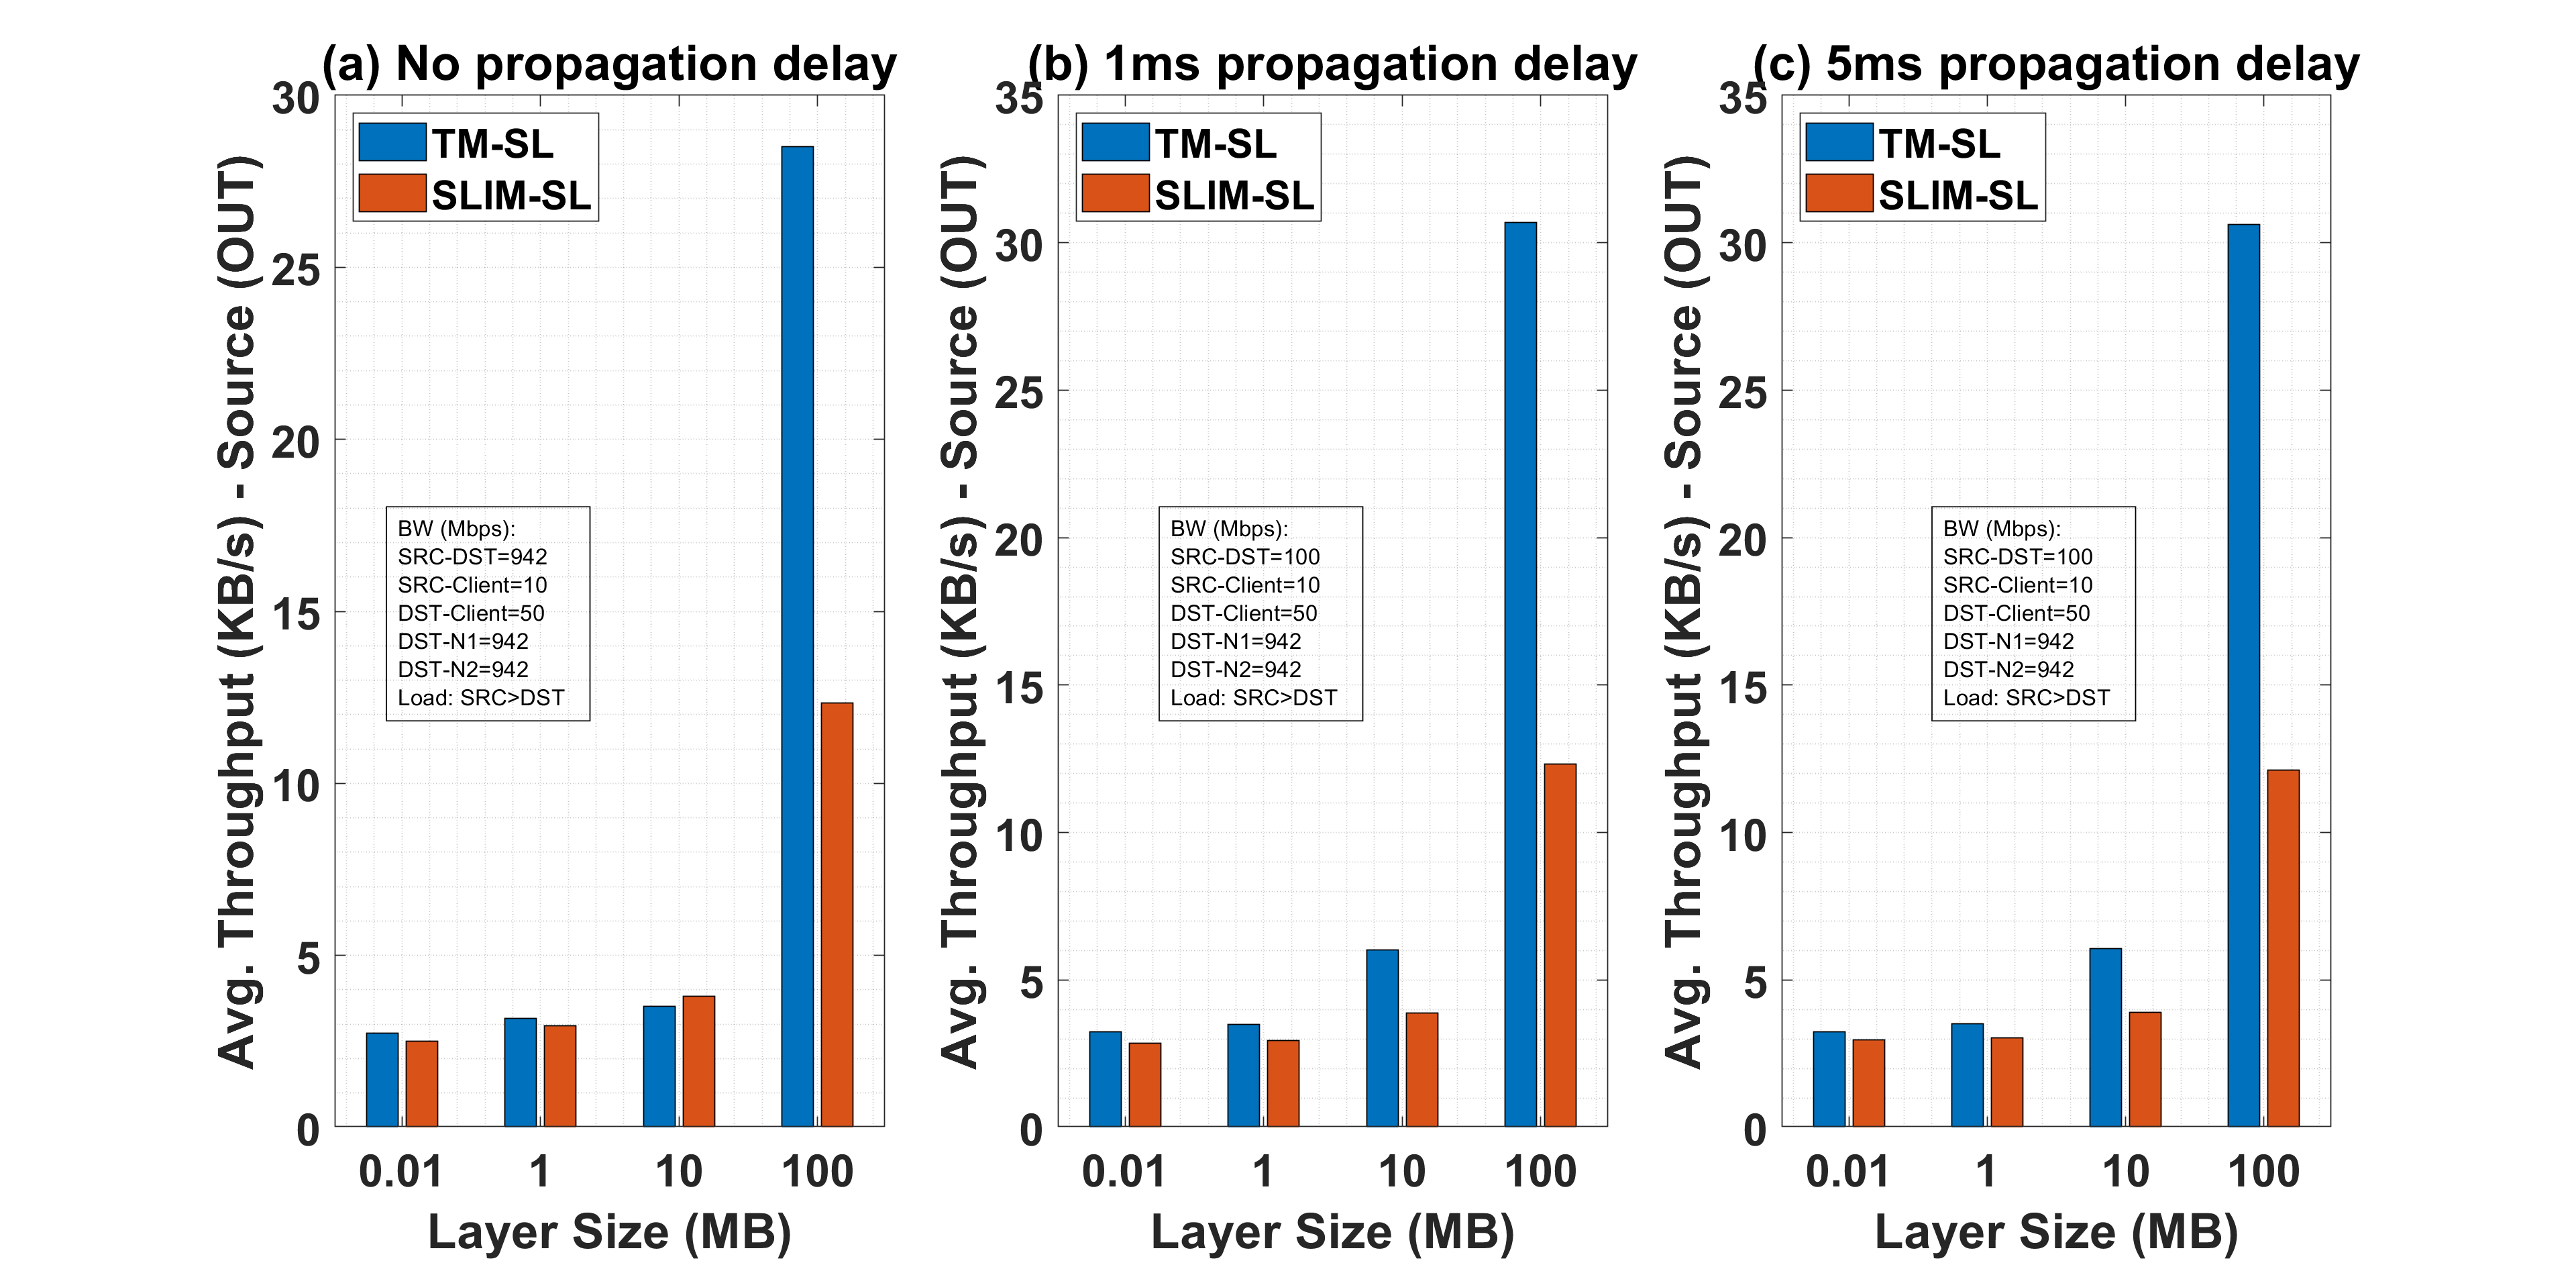 (a) No propagation delay
Avg. Throughput (KB/s) - Source (OUT)
30
25
20
15
10
5
0
TM-SL
SLIM-SL
BW (Mbps):
SRC-DST=942
SRC-Client=10
DST-Client=50
DST-N1=942
DST-N2=942
Load: SRC>DST
0.01 1 10 100
Layer Size (MB)
(b) 1ms propagation delay
Avg. Throughput (KB/s) - Source (OUT)
35
30
25
20
15
10
5
0
TM-SL
SLIM-SL
BW (Mbps):
SRC-DST=100
SRC-Client=10
DST-Client=50
DST-N1=942
DST-N2=942
Load: SRC>DST
0.01 1 10 100
Layer Size (MB)
(c) 5ms propagation delay
Avg. Throughput (KB/s) - Source (OUT)
35
30
25
20
15
10
5
0
TM-SL
SLIM-SL
BW (Mbps):
SRC-DST=100
SRC-Client=10
DST-Client=50
DST-N1=942
DST-N2=942
Load: SRC>DST
0.01 1 10 100
Layer Size (MB)